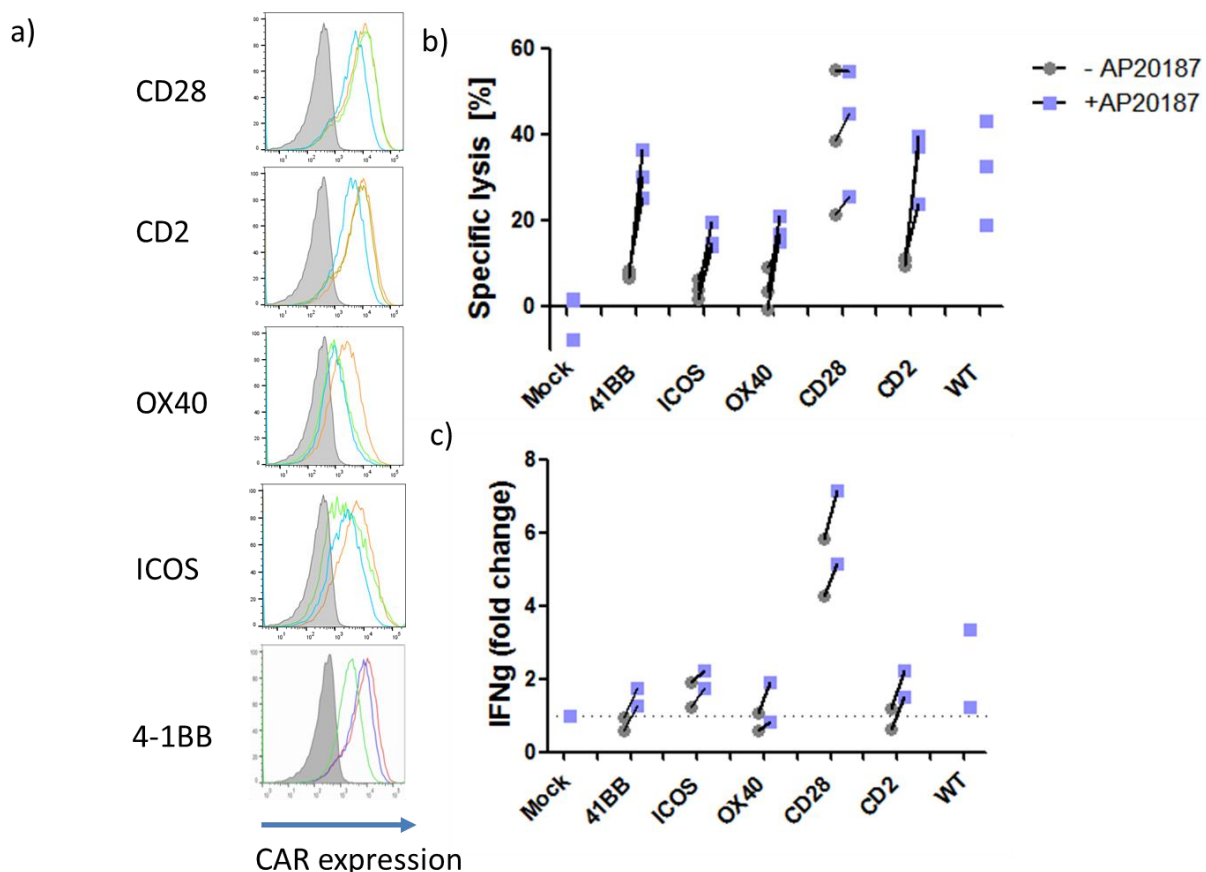 a)
CD28
CD2
OX40
ICOS
4-1BB
CAR expression
b)
Specific lysis [%]
60
40
20
0
Mock
41BB
ICOS
OX40
CD28
CD2
WT
- AP20187
+AP20187
c)
IFNg (fold change)
8
6
4
2
0
Mock
41BB
ICOS
OX40
CD28
CD2
WT